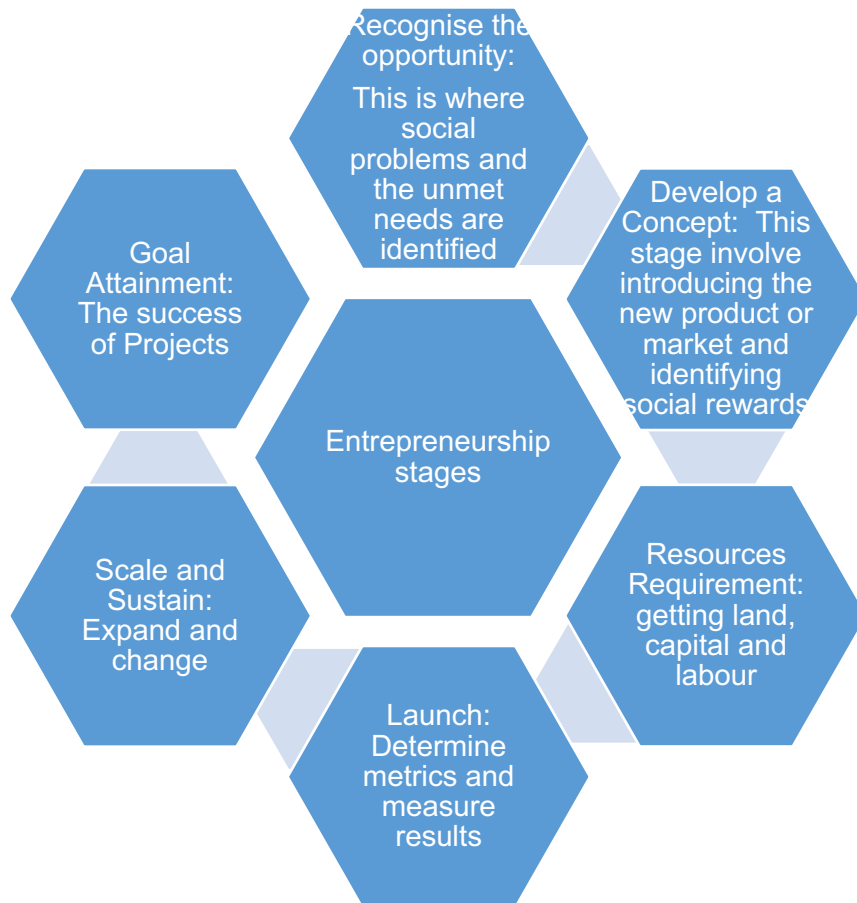 Recognise the
opportunity:
This is where
social
problems and
the unmet
needs are
identified
Develop a
Concept:  This
stage involve
introducing the
new product or
market and
identifying
social rewards
Resources
Requirement:
getting land,
capital and
labour
Launch:
Determine
metrics and
measure
results
Scale and
Sustain:
Expand and
change
Goal
Attainment:
The success
of Projects
Entrepreneurship
stages